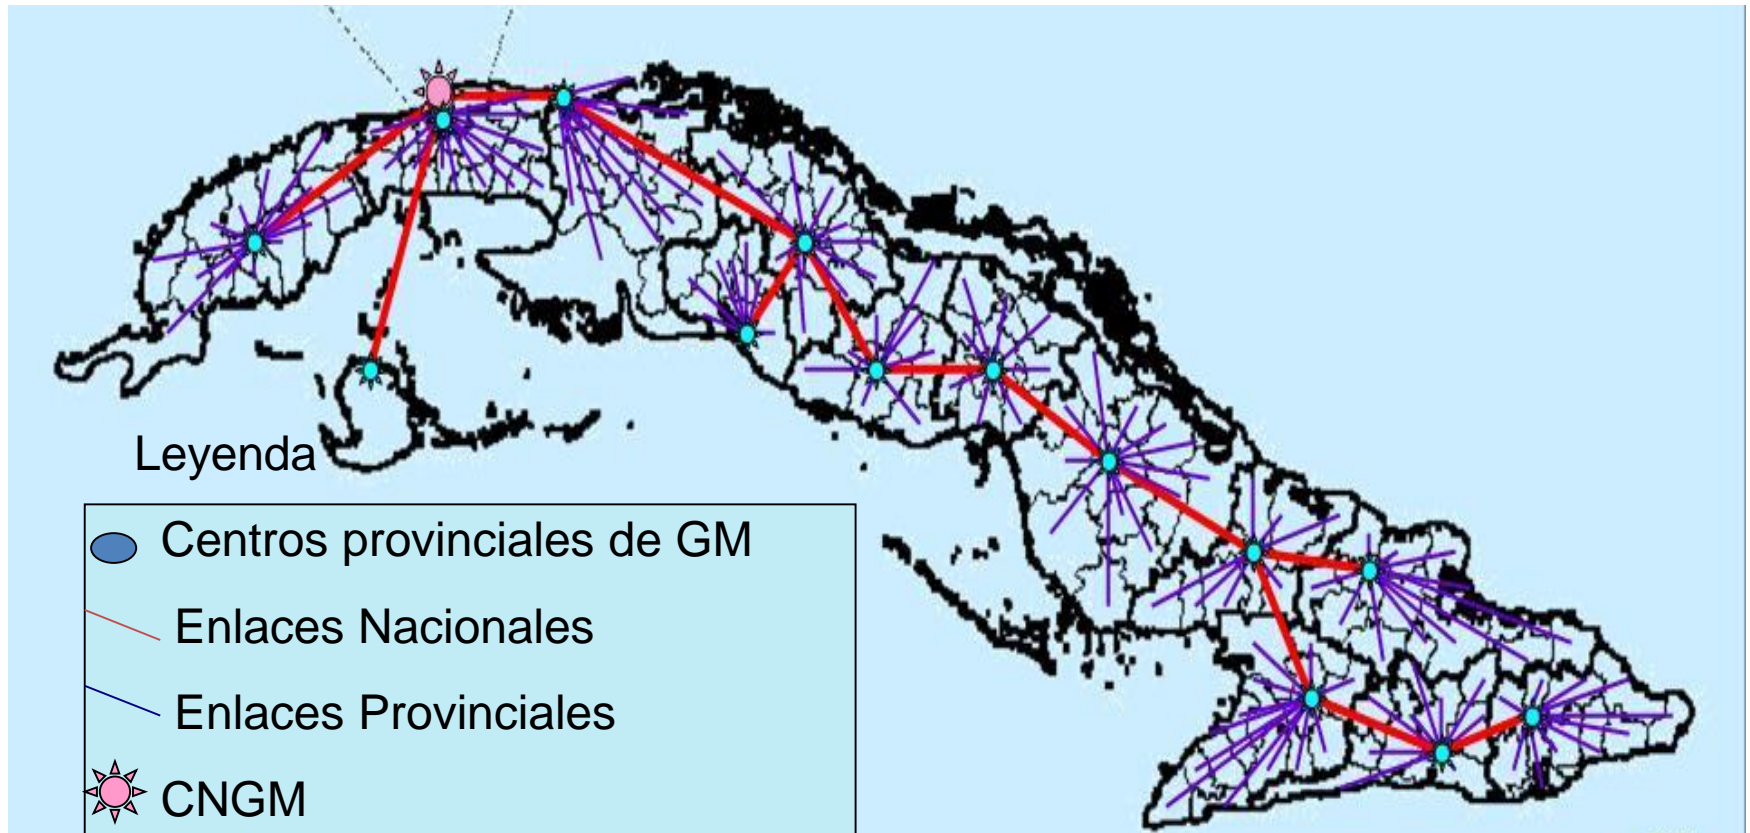 Leyenda
Centros provinciales de GM
Enlaces Nacionales
Enlaces Provinciales
CNGM